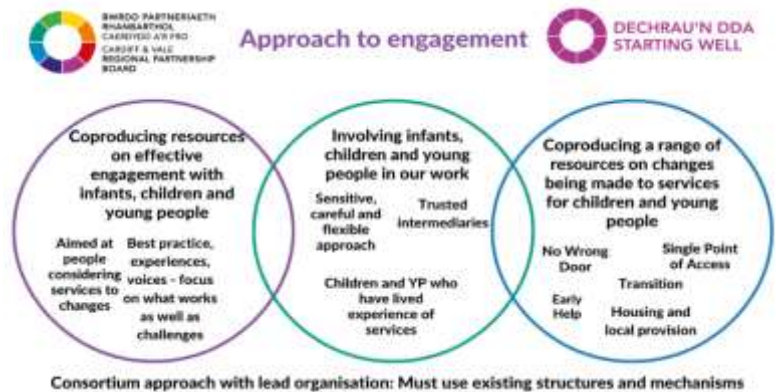 BWRDD PARTNERIAETH
RHANBARTHOL
CAERDYDD A'R FRO
CARDIFF & VALE
REGIONAL PARTNERSHIP
BOARD
Approach to engagement
DECHRAU'N DDA
STARTING WELL
Coproducing resources
on effective
engagement with
infants, children and
young people
Aimed at
people
considering
services to
changes
Best practice,
experiences,
voices - focus
on what works
as well as
challenges
Involving infants,
children and young
people in our work
Sensitive,
careful and
flexible
approach
Trusted
intermediaries
Children and YP who
have lived
experience of
services
Coproducing a range of
resources on changes
being made to services
for children and young
people
No Wrong
Door
Single Point
of Access
Transition
Early
Help
Housing and
local provision
Consortium approach with lead organisation: Must use existing structures and mechanisms